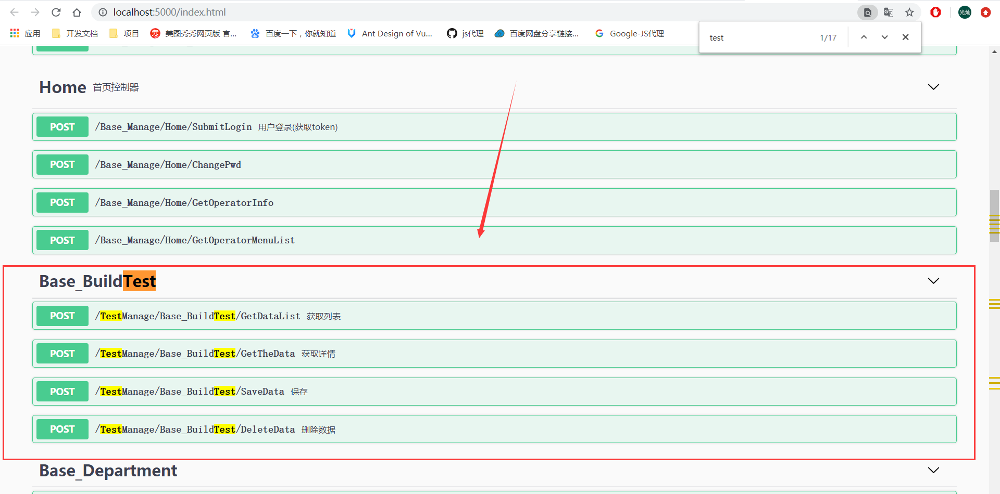 localhost:5000/index.html
光灿
应用 开发文档 项目 秀 美图秀秀网页版 官... 百度一下，你就知道 Ant Design of Vu... js代理 百度网盘分享链接... Google-JS代理
test 1/17
Home 首页控制器
POST /Base_Manage/Home/SubmitLogin 用户登录(获取token)
POST /Base_Manage/Home/ChangePwd
POST /Base_Manage/Home/GetOperatorInfo
POST /Base_Manage/Home/GetOperatorMenuList
Base_BuildTest
POST /TestManage/Base_BuildTest/GetDataList 获取列表
POST /TestManage/Base_BuildTest/GetTheData 获取详情
POST /TestManage/Base_BuildTest/SaveData 保存
POST /TestManage/Base_BuildTest/DeleteData 删除数据
Base_Department